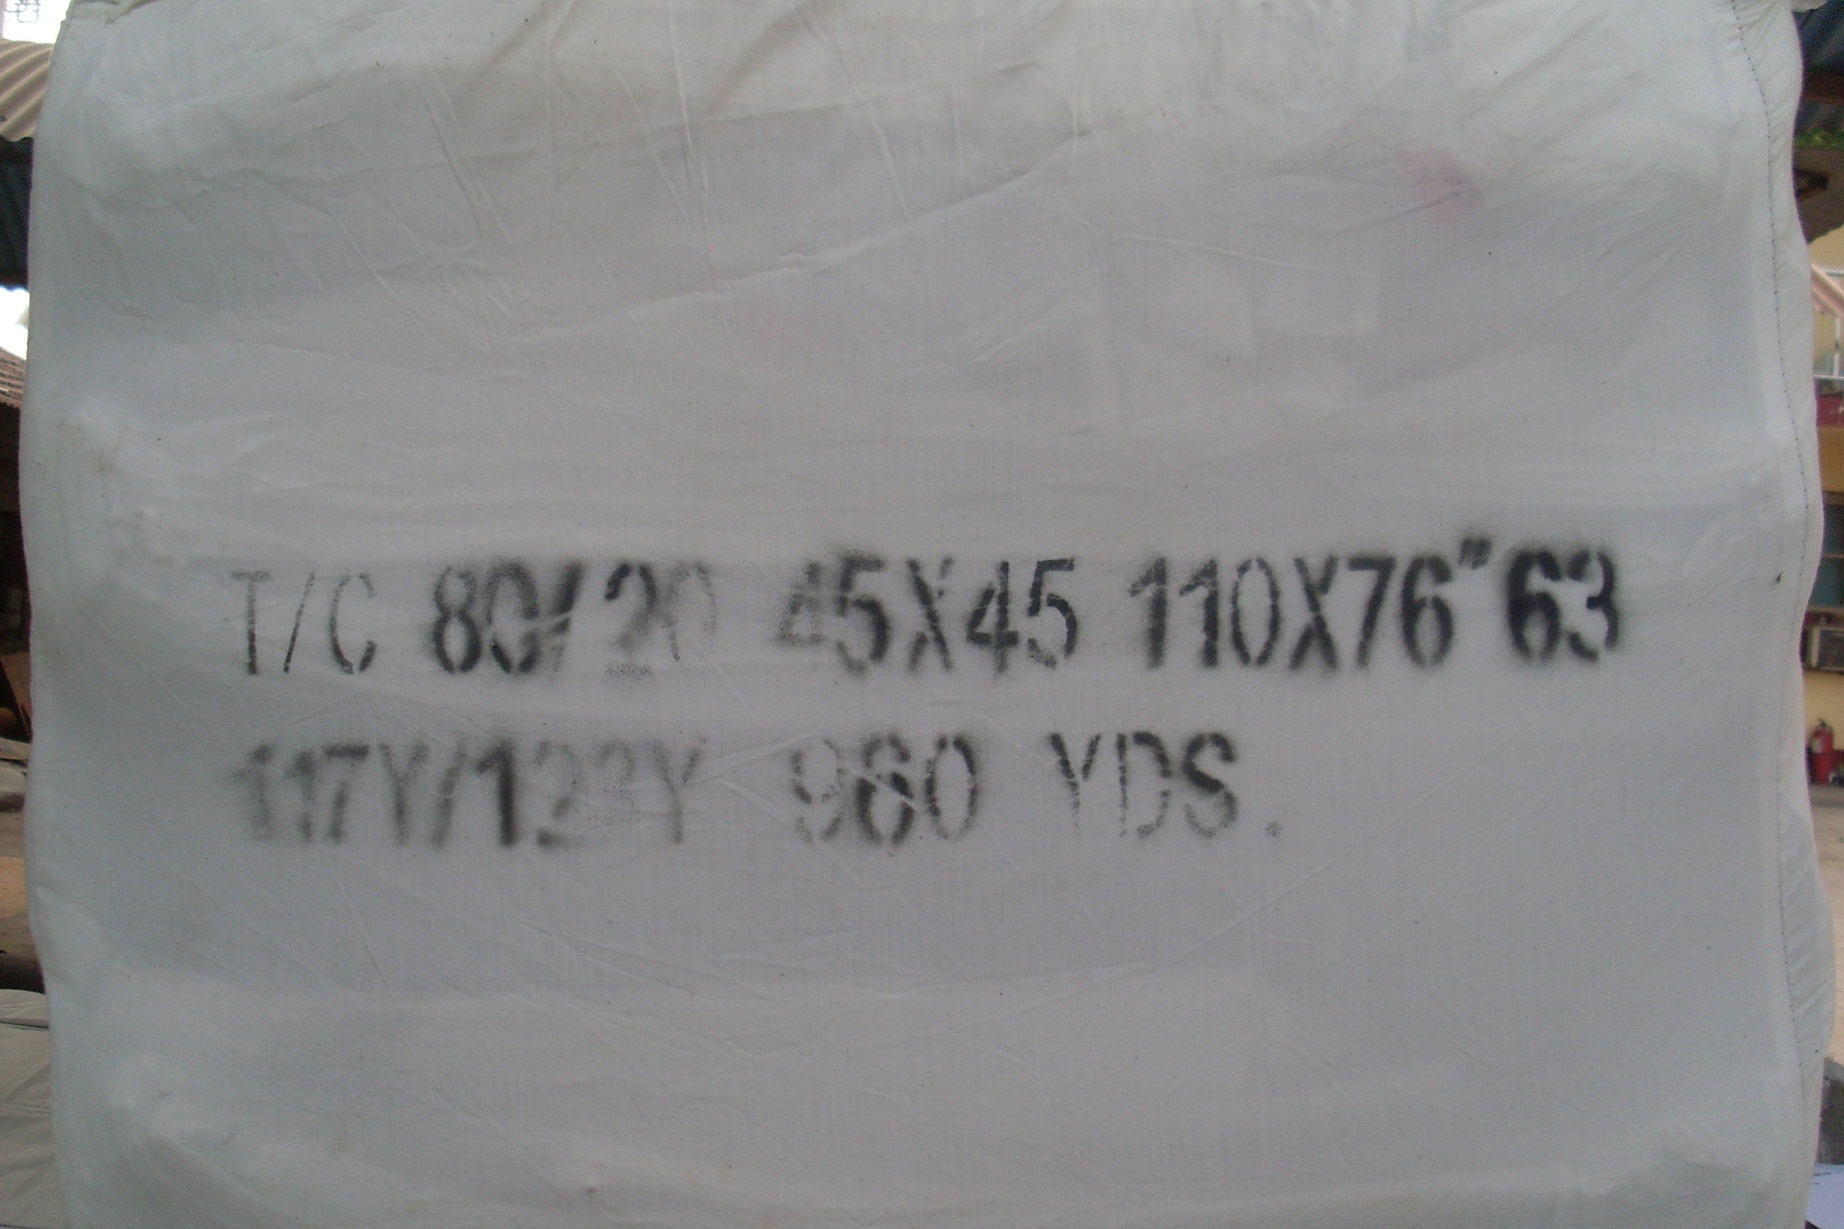 T/C 80/20 45X45 110X76"63
117Y/123Y 960 YDS.